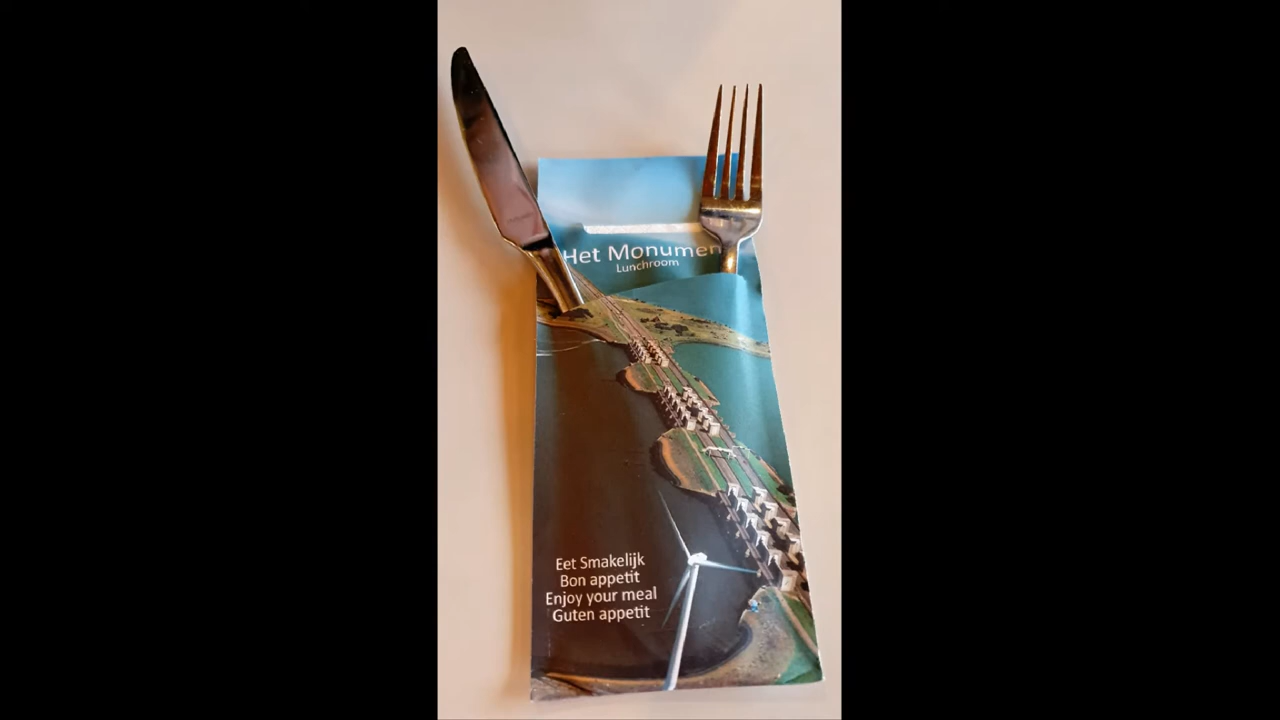 Het Monumen
Lunchroom
Eet Smakelijk
Bon appetit
Enjoy your meal
Guten appetit